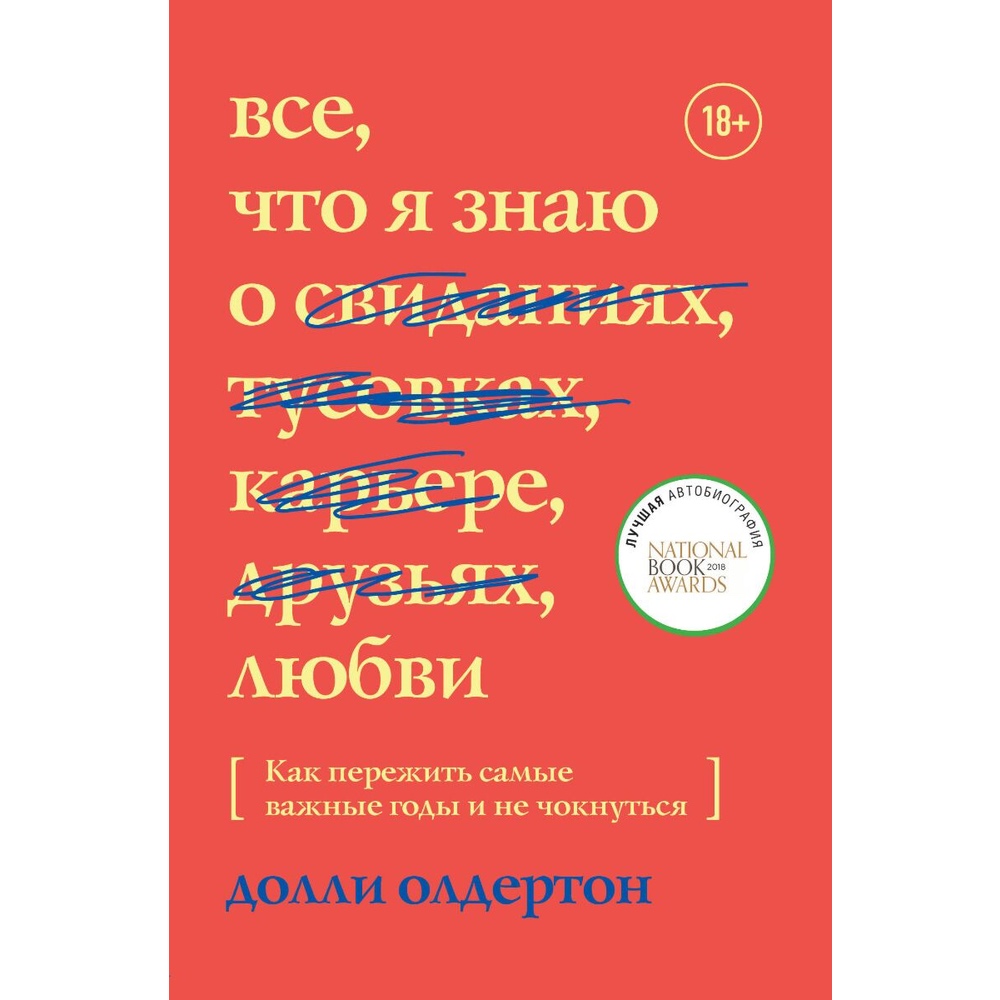 все,
18+
что я знаю
о свиданиях,
тусовках,
карьере,
друзьях,
любви
ЛУЧШАЯ АВТОБИОГРАФИЯ
NATIONAL
BOOK 2018
AWARDS
[ Как пережить самые
важные годы и не чокнуться ]
долли олдертон